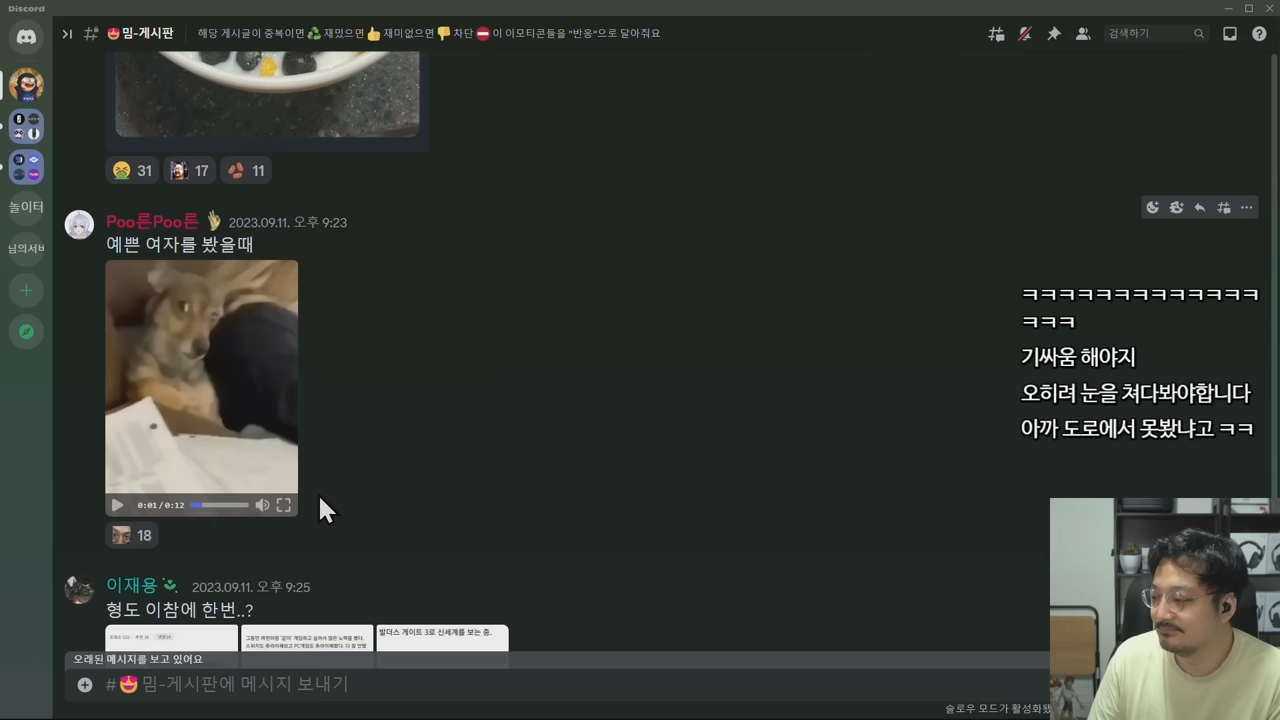 Discord
밈-게시판
해당 게시글이 중복이면 ♻️ 재밌으면 👍 재미없으면 👎 차단 ⛔ 이 이모티콘들을 "반응"으로 달아줘요
검색하기
31
17
11
놀이터
님의서버
Poo른Poo른 2023.09.11. 오후 9:23
예쁜 여자를 봤을때
0:01/0:12
18
이재용 2023.09.11. 오후 9:25
형도 이참에 한번..?
발더스 게이트 3로 신세계를 보는 중.
오래된 메시지를 보고 있어요
#😍밈-게시판에 메시지 보내기
슬로우 모드가 활성화됐
ㅋㅋㅋㅋㅋㅋㅋㅋㅋㅋㅋㅋㅋ
ㅋㅋㅋ
기싸움 해야지
오히려 눈을 쳐다봐야합니다
아까 도로에서 못봤냐고 ㅋㅋ